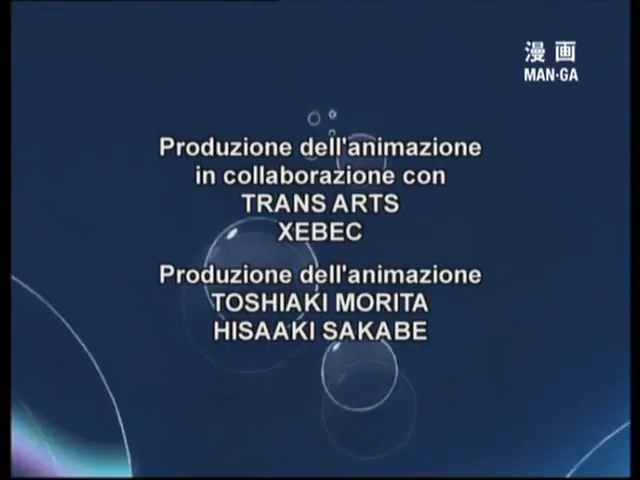 漫画
MAN-GA
Produzione dell'animazione
in collaborazione con
TRANS ARTS
XEBEC
Produzione dell'animazione
TOSHIAKI MORITA
HISAAKI SAKABE